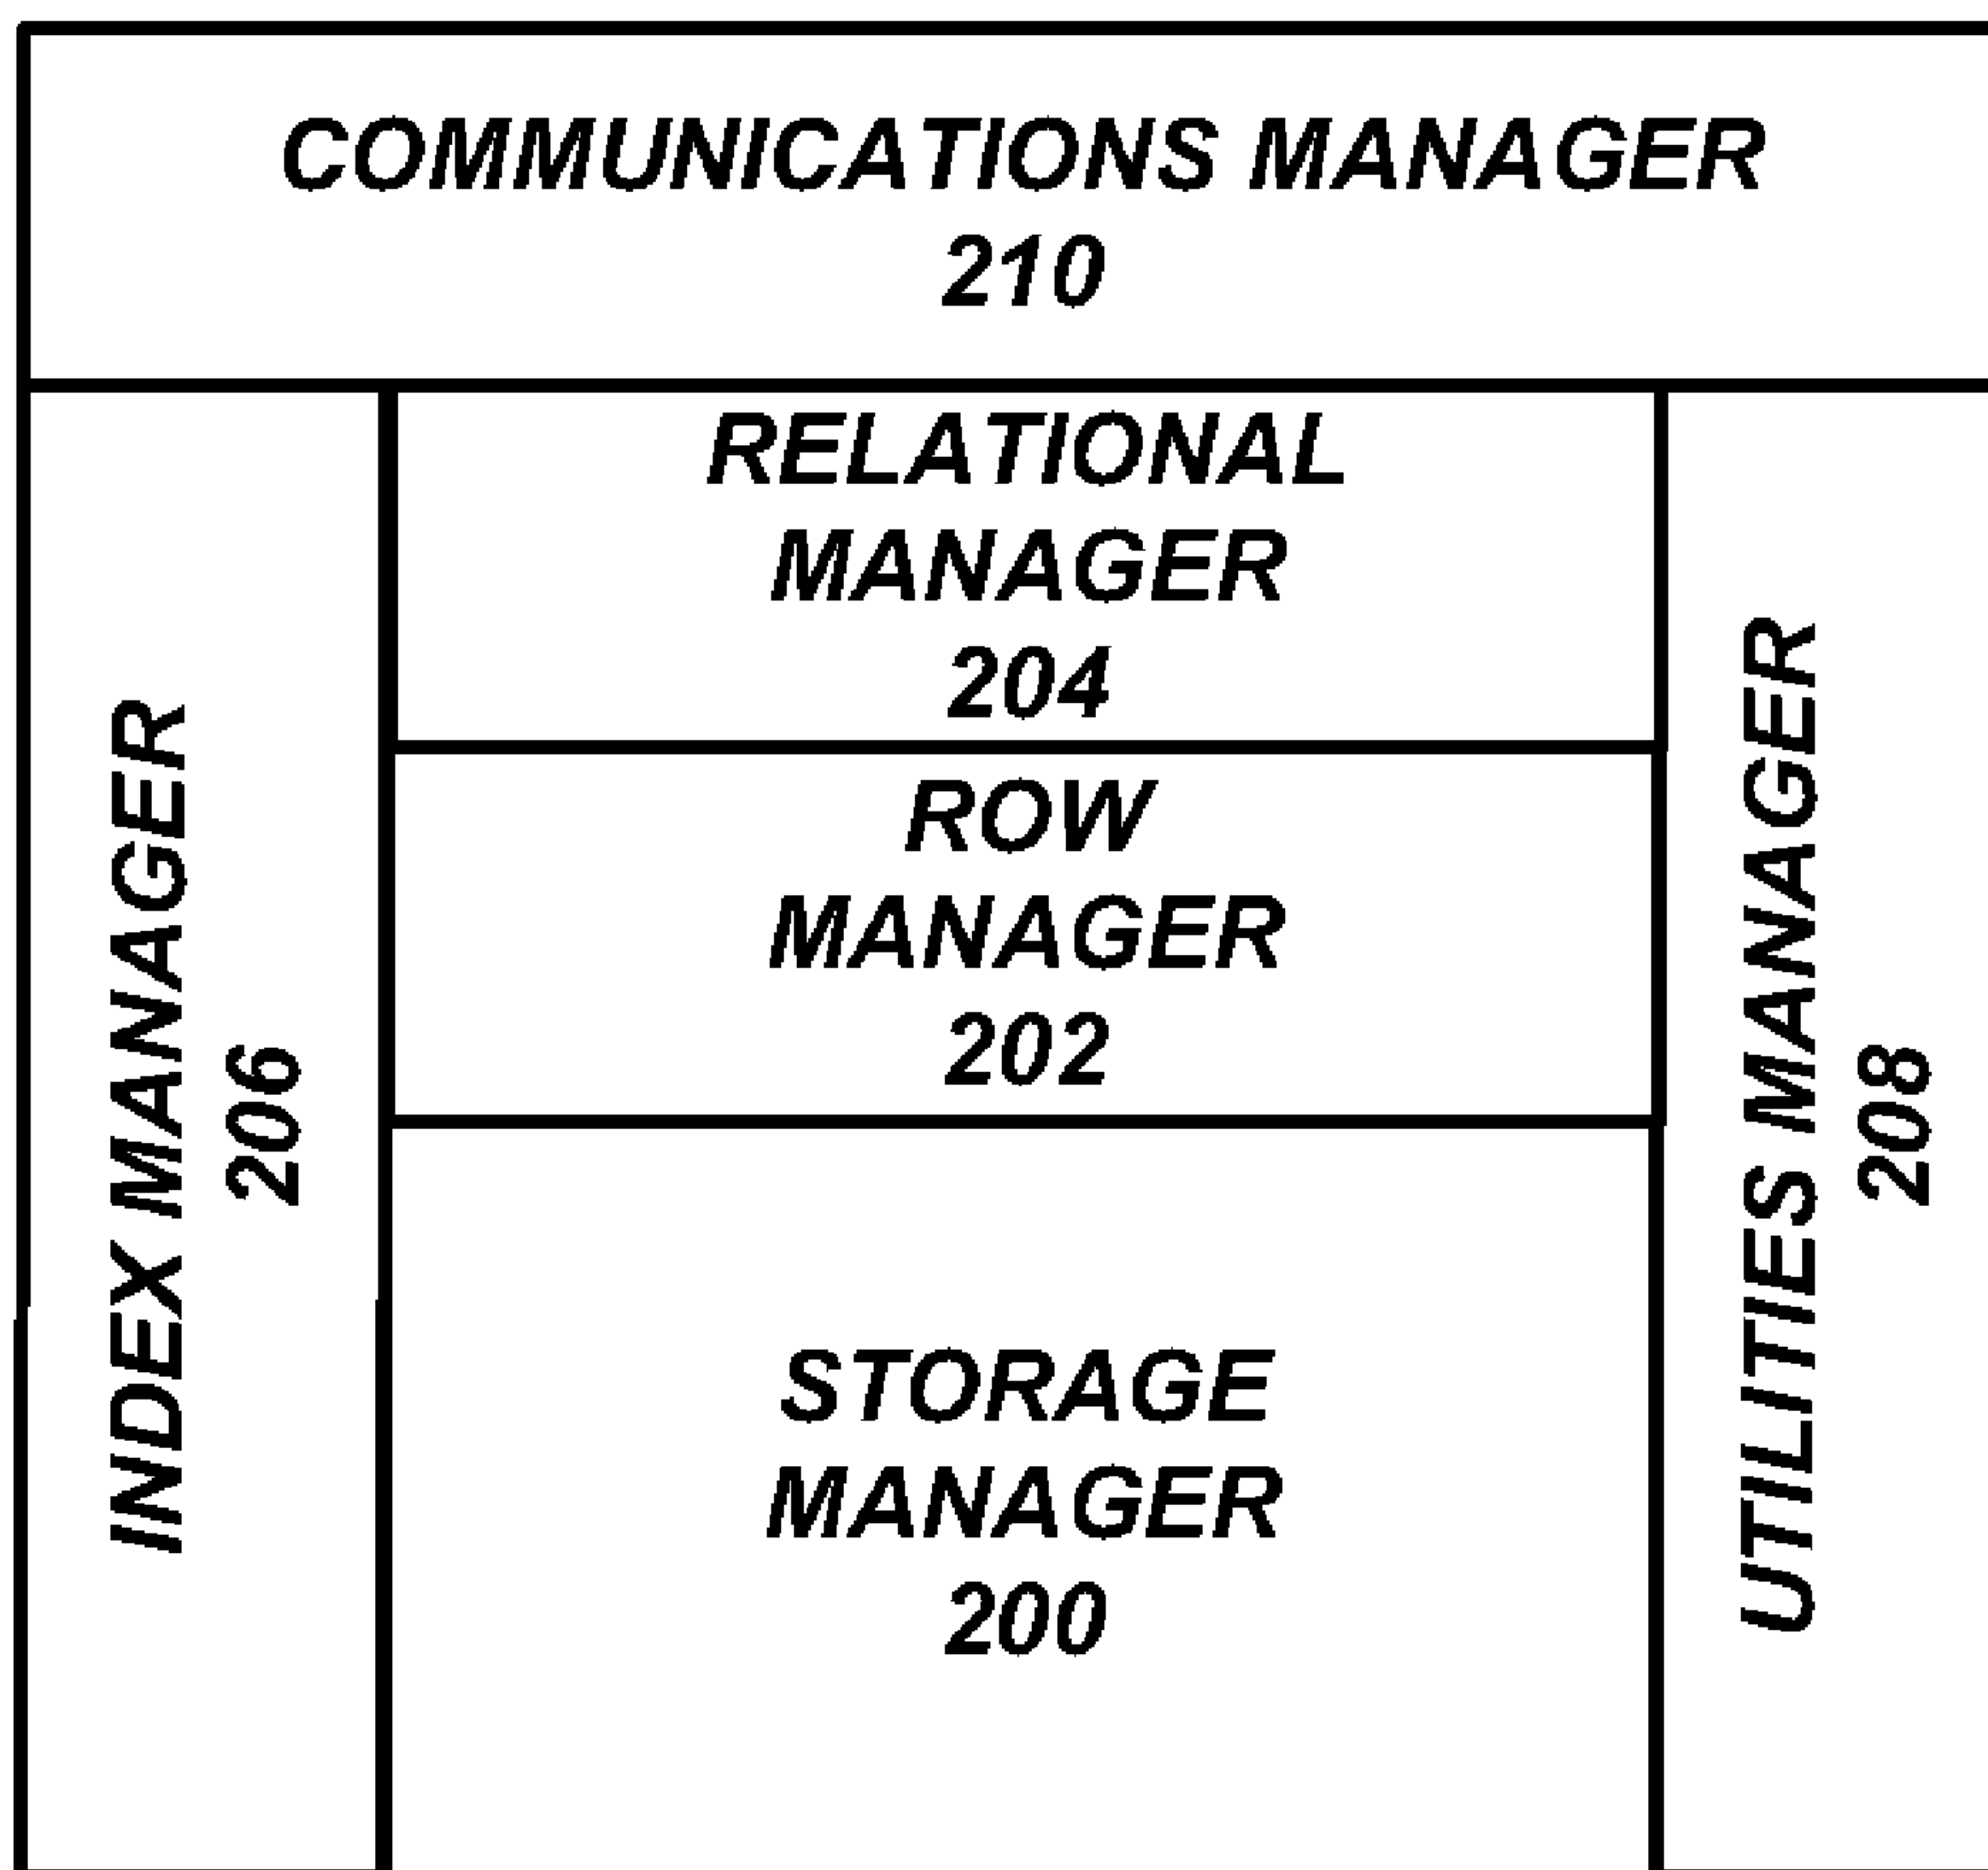 COMMUNICATIONS MANAGER
210
INDEX MANAGER
206
RELATIONAL
MANAGER
204
ROW
MANAGER
202
STORAGE
MANAGER
200
UTILITIES MANAGER
208